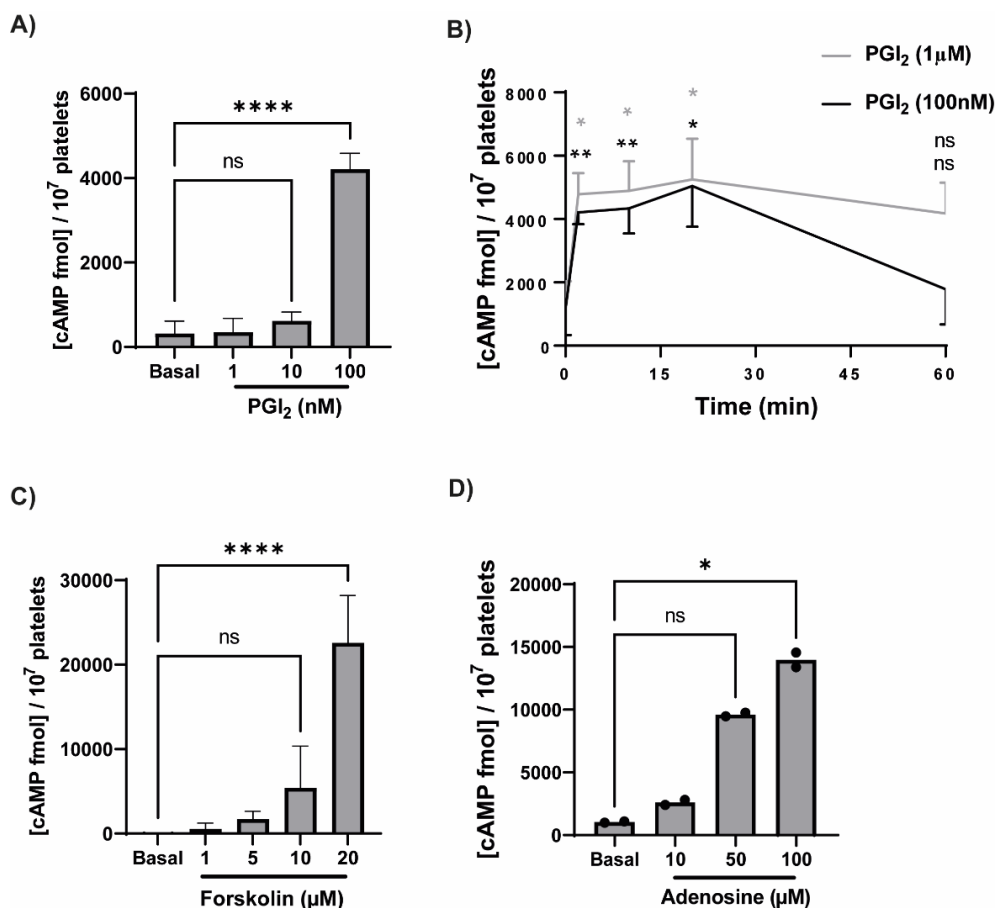 A)
[cAMP fmol] / 10⁷ platelets
6000
4000
2000
0
****
ns
Basal 1 10 100
PGI₂ (nM)
B)
PGI₂ (1μM)
PGI₂ (100nM)
[cAMP fmol] / 10⁷ platelets
8000
6000
4000
2000
0
* * *
** ** *
ns
ns
0 15 30 45 60
Time (min)
C)
[cAMP fmol] / 10⁷ platelets
30000
20000
10000
0
****
ns
Basal 1 5 10 20
Forskolin (µM)
D)
[cAMP fmol] / 10⁷ platelets
20000
15000
10000
5000
0
*
ns
Basal 10 50 100
Adenosine (µM)